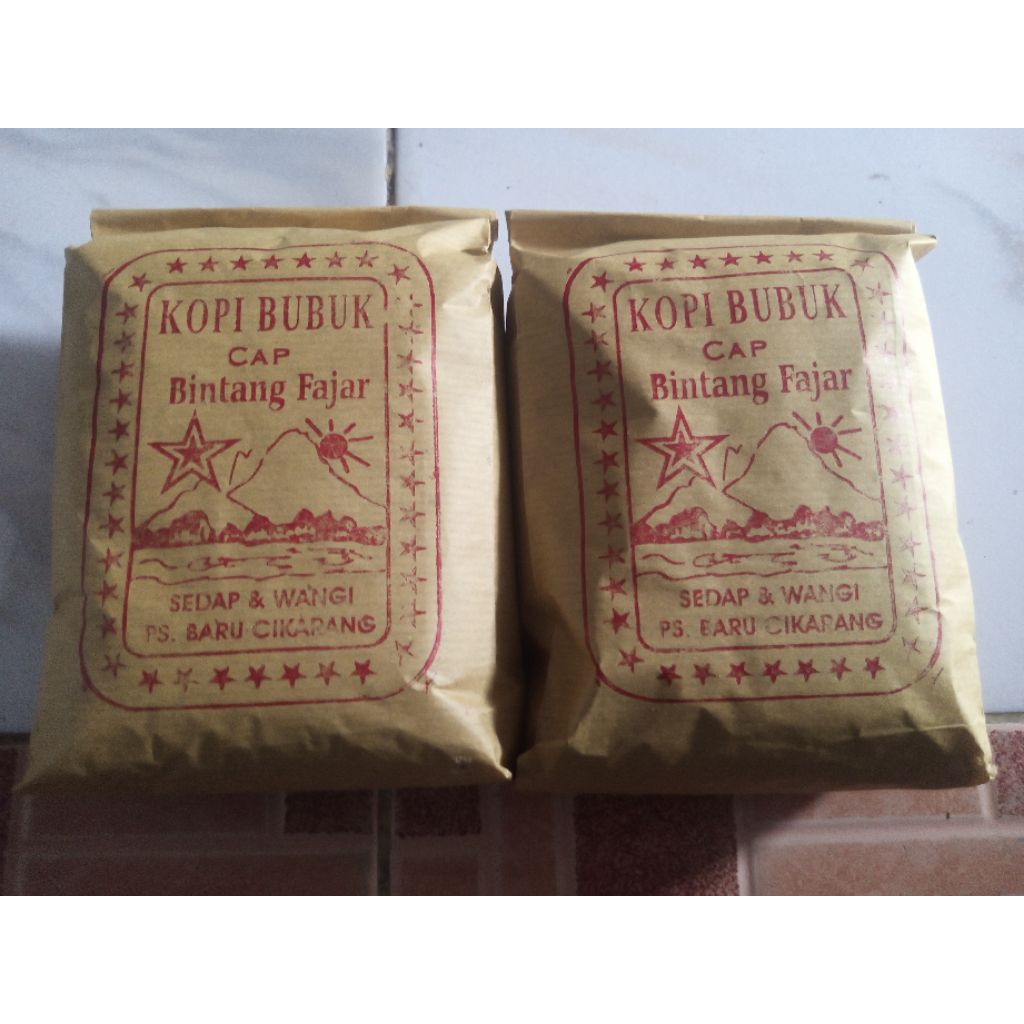 KOPI BUBUK
CAP
Bintang Fajar
SEDAP & WANGI
PS. BARU CIKARANG
KOPI BUBUK
CAP
Bintang Fajar
SEDAP & WANGI
PS. BARU CIKARANG